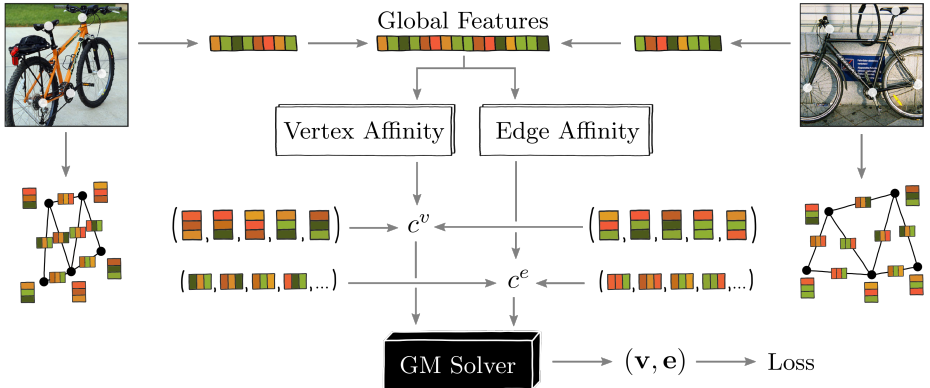 Global Features
Vertex Affinity
Edge Affinity
( , , , , )
c^v
( , , , , )
( , , , ,...)
c^e
( , , , ,...)
GM Solver
(v, e)
Loss